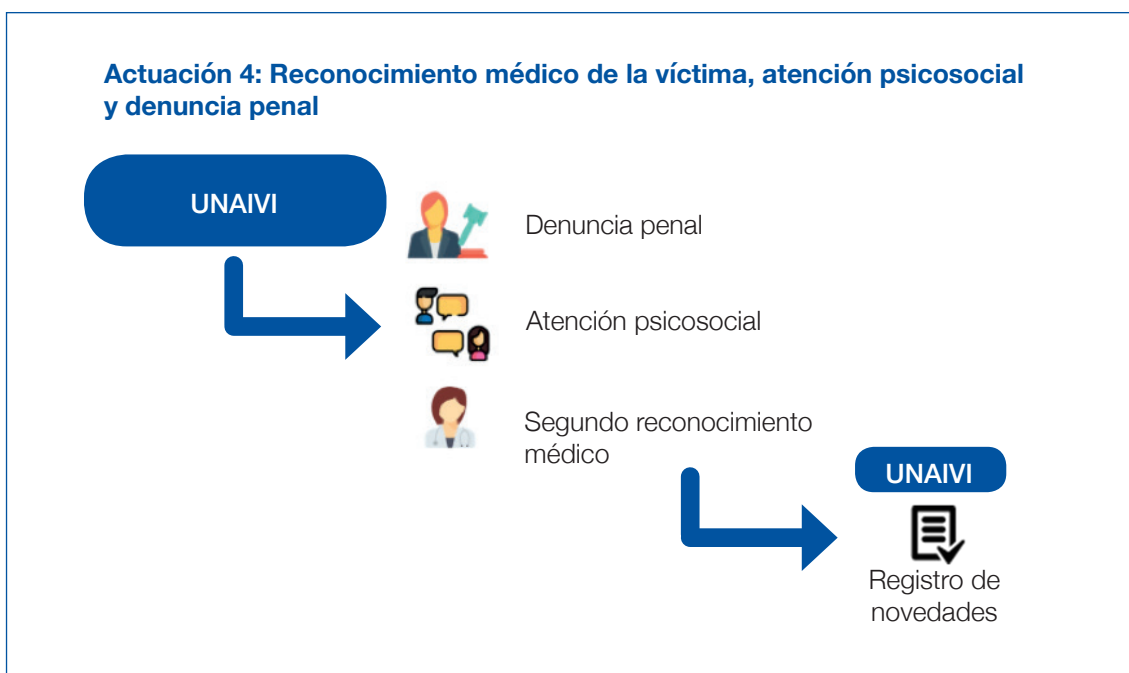 Actuación 4: Reconocimiento médico de la víctima, atención psicosocial
y denuncia penal
UNAIVI
Denuncia penal
Atención psicosocial
Segundo reconocimiento
médico
UNAIVI
Registro de
novedades